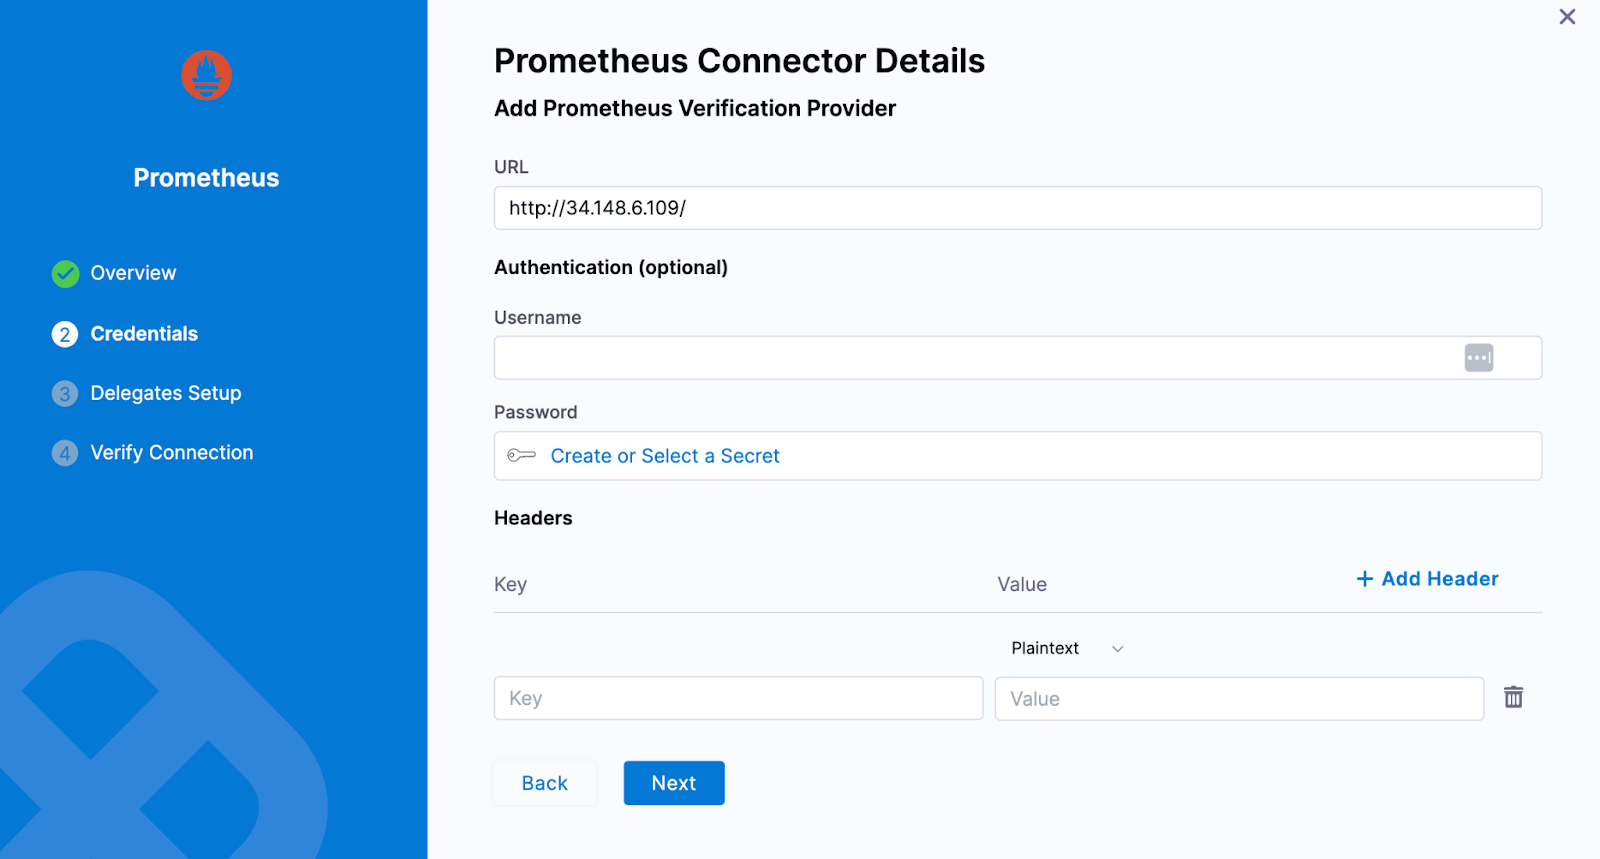 Prometheus
Overview
2 Credentials
3 Delegates Setup
4 Verify Connection
Prometheus Connector Details
Add Prometheus Verification Provider
URL
http://34.148.6.109/
Authentication (optional)
Username
Password
Create or Select a Secret
Headers
Key Value + Add Header
Plaintext
Key Value
Back Next